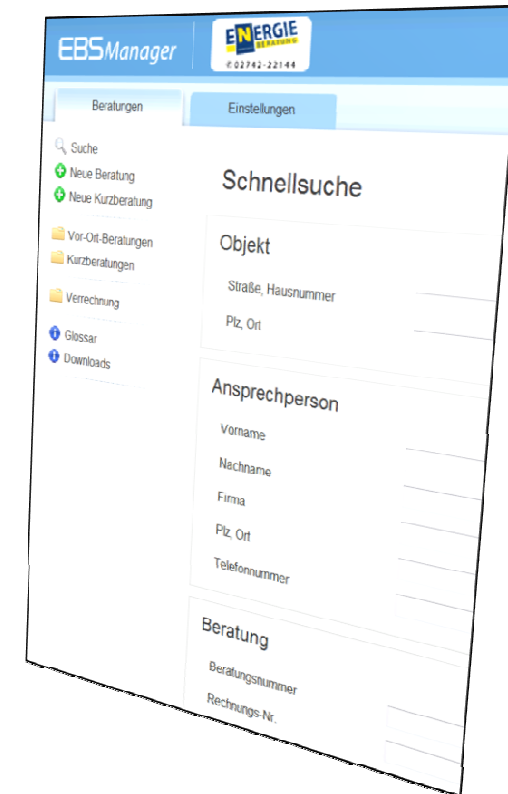 EBSManager
ENERGIE
BERATUNG
✆02742-22144
Beratungen
Einstellungen
Suche
Neue Beratung
Neue Kurzberatung
Vor-Ort-Beratungen
Kurzberatungen
Verrechnung
Glossar
Downloads
Schnellsuche
Objekt
Straße, Hausnummer
Plz, Ort
Ansprechperson
Vorname
Nachname
Firma
Plz, Ort
Telefonnummer
Beratung
Beratungsnummer
Rechnungs-Nr.